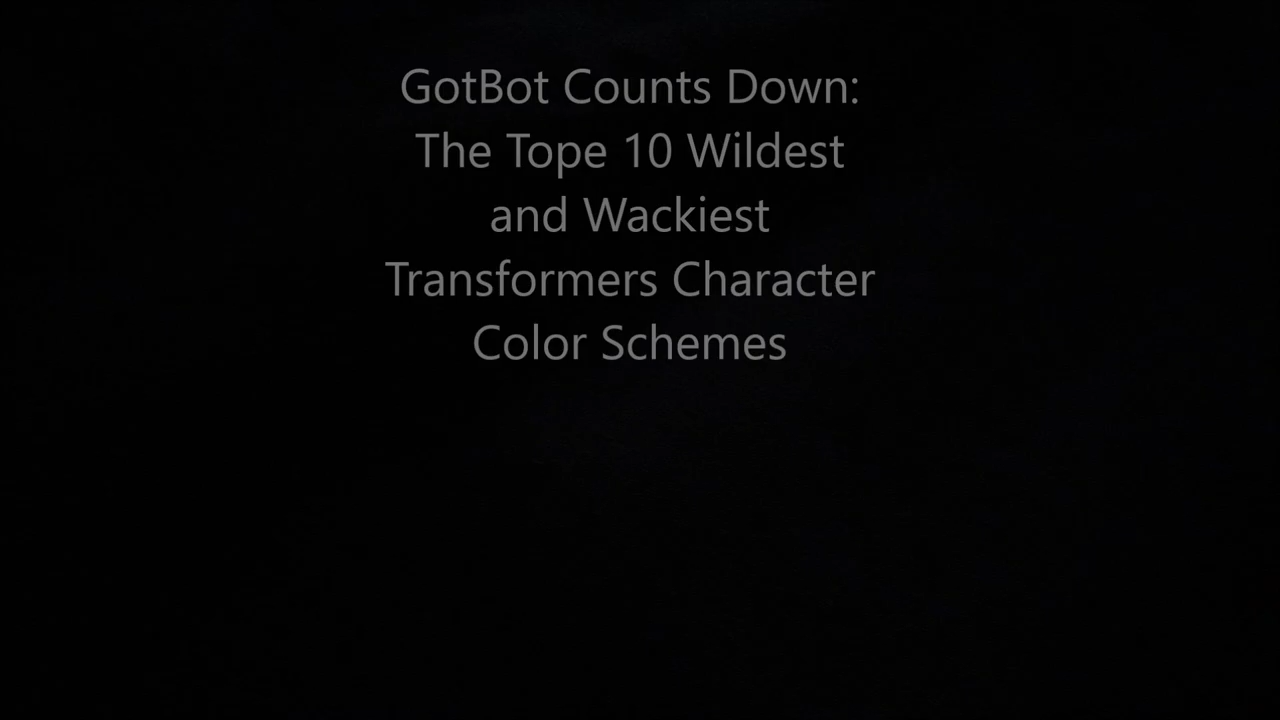 GotBot Counts Down:
The Tope 10 Wildest
and Wackiest
Transformers Character
Color Schemes